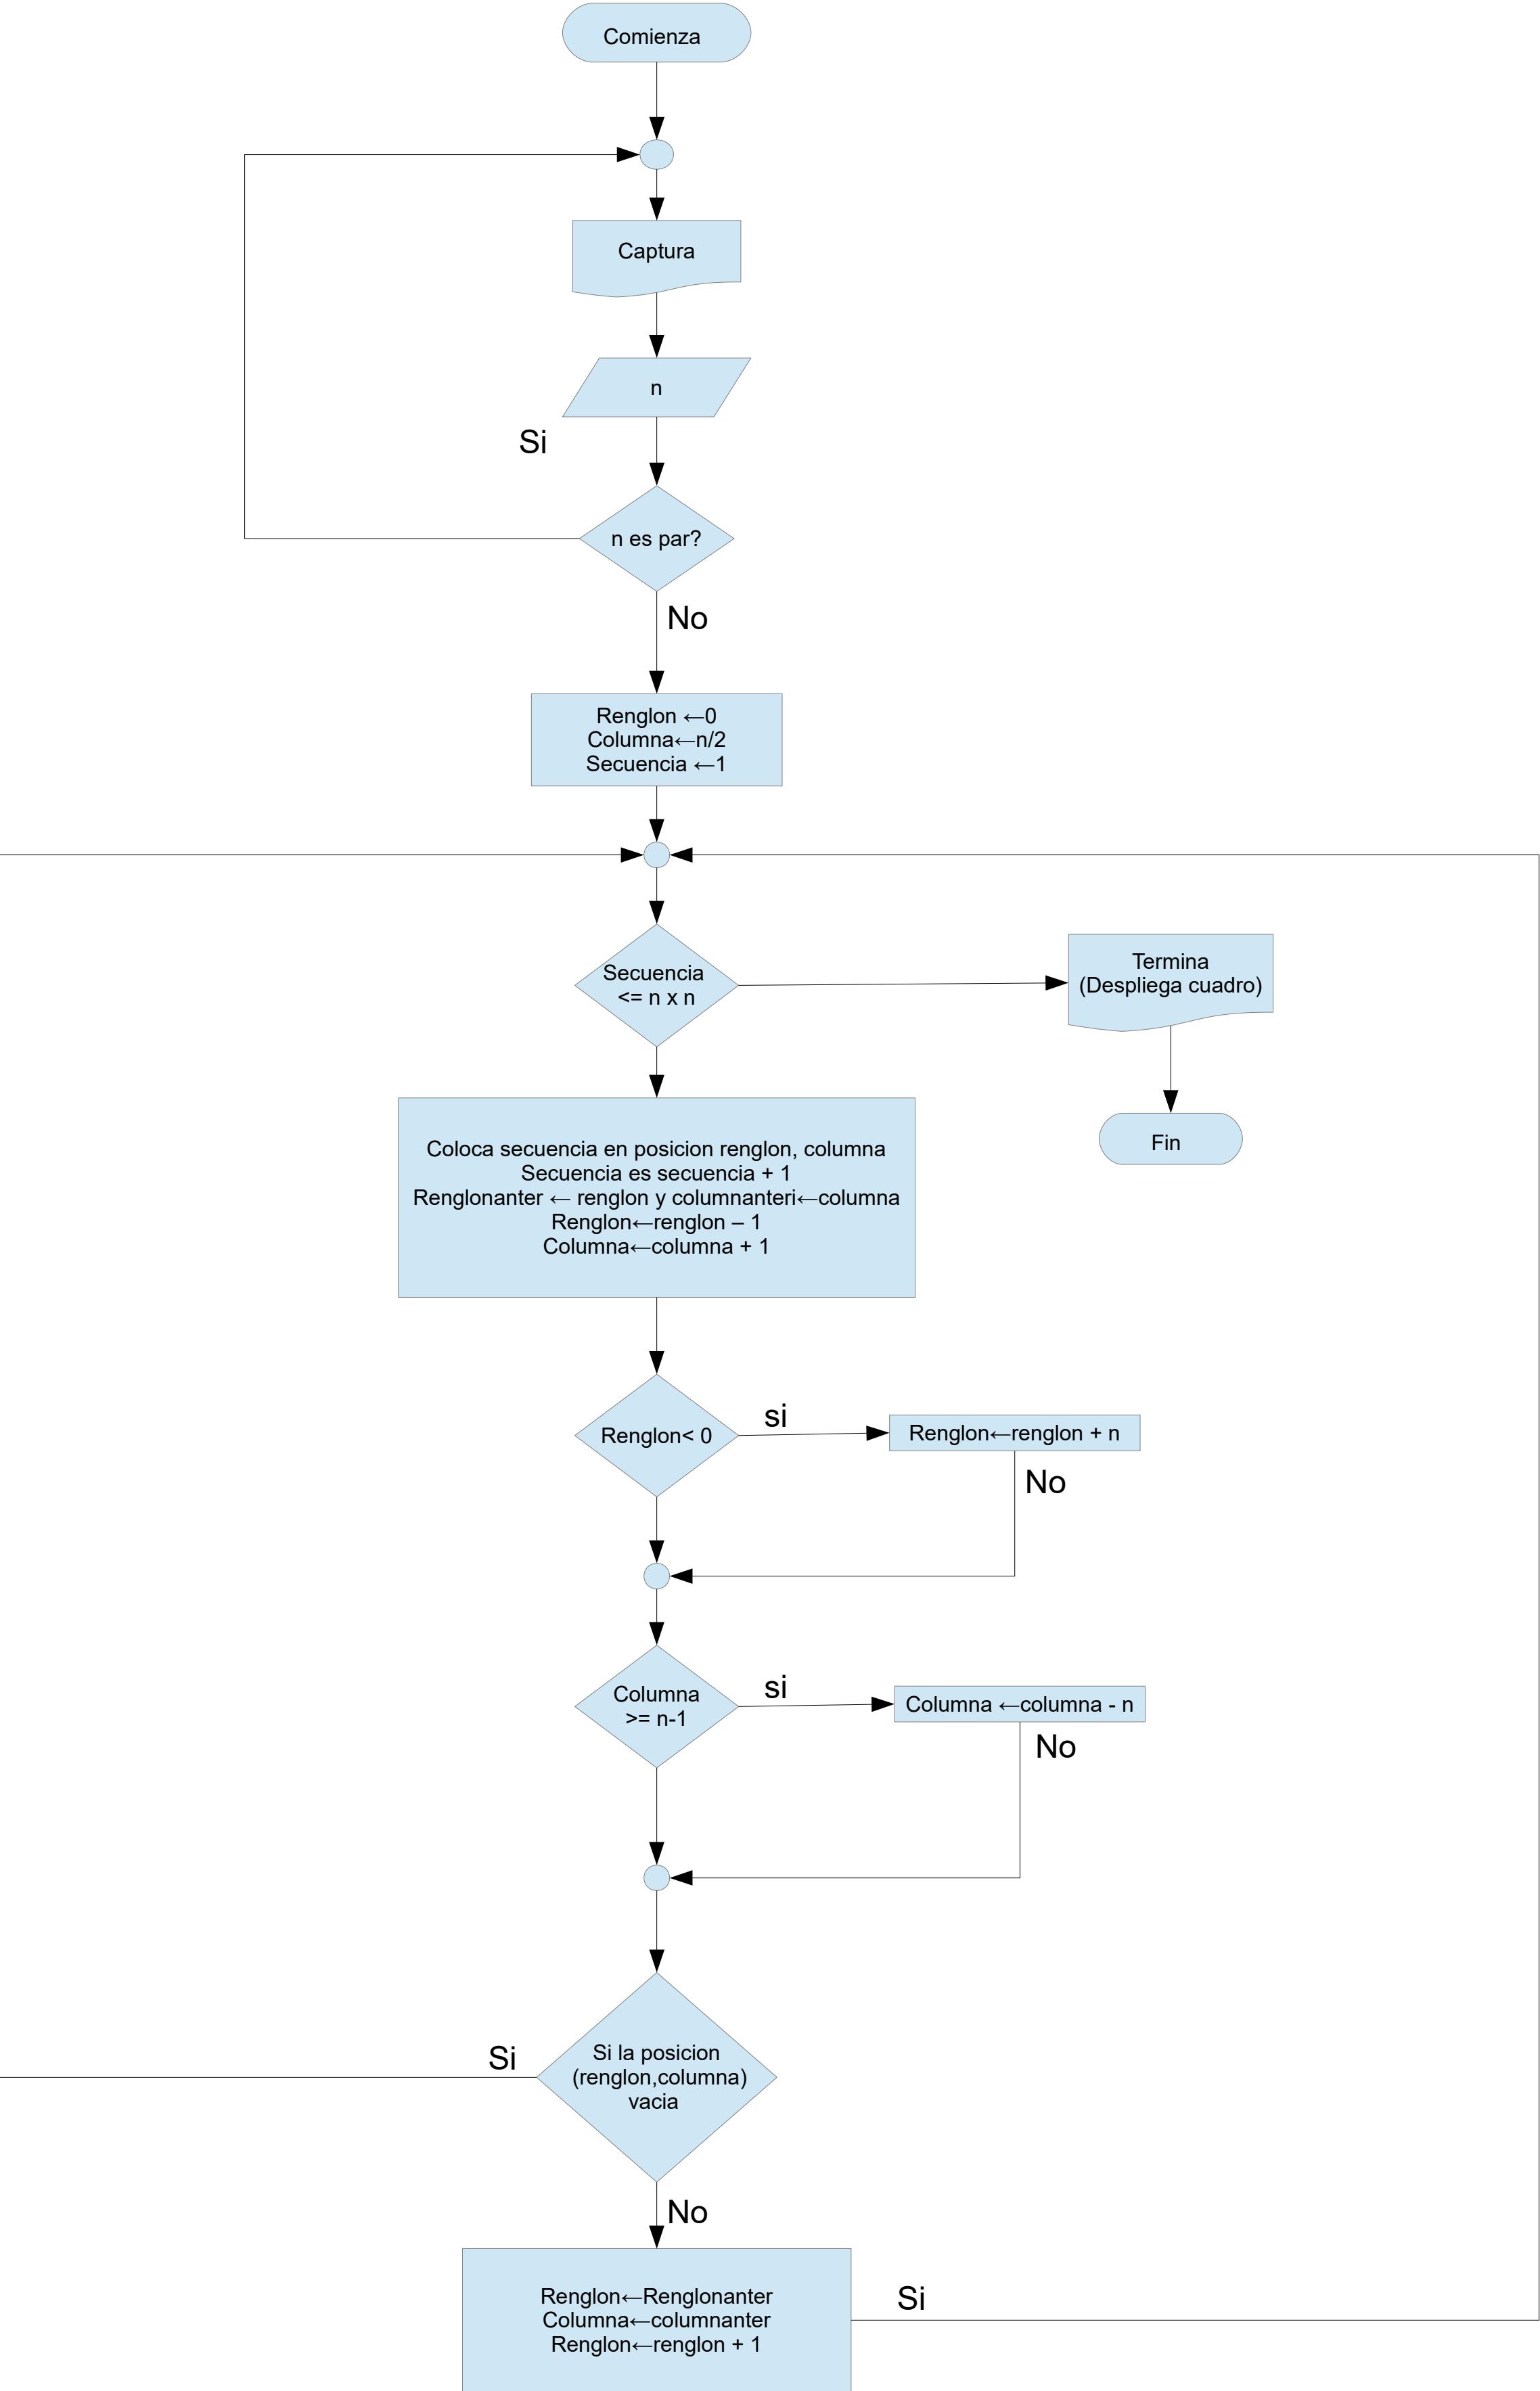 Comienza
Captura
n
Si
n es par?
No
Renglon ←0
Columna←n/2
Secuencia ←1
Secuencia
<= n x n
Termina
(Despliega cuadro)
Fin
Coloca secuencia en posicion renglon, columna
Secuencia es secuencia + 1
Renglonanter ← renglon y columnanteri←columna
Renglon←renglon – 1
Columna←columna + 1
Renglon< 0
si
Renglon←renglon + n
No
Columna
>= n-1
si
Columna ←columna - n
No
Si
Si la posicion
(renglon,columna)
vacia
No
Renglon←Renglonanter
Columna←columnanter
Renglon←renglon + 1
Si